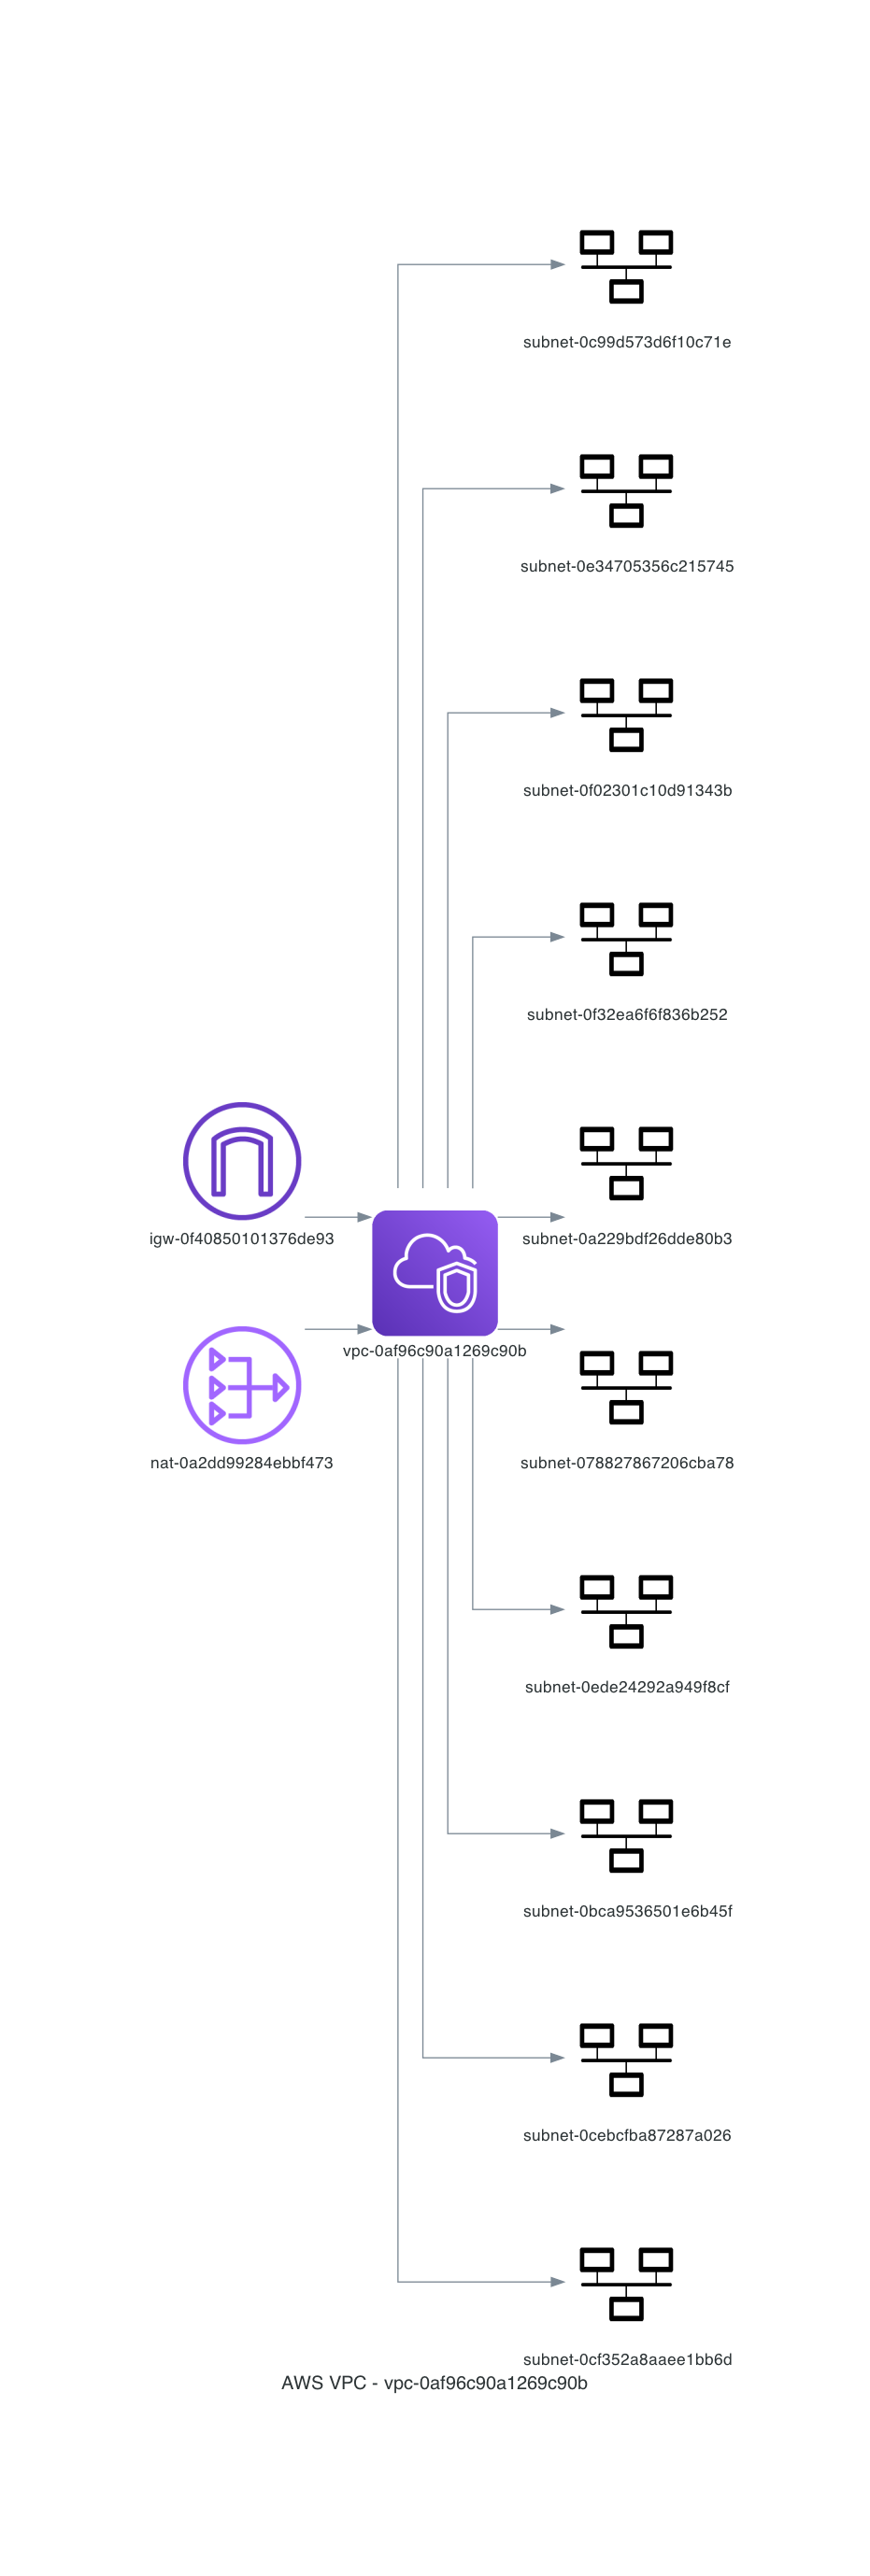 subnet-0c99d573d6f10c71e
subnet-0e34705356c215745
subnet-0f02301c10d91343b
subnet-0f32ea6f6f836b252
igw-0f40850101376de93
subnet-0a229bdf26dde80b3
vpc-0af96c90a1269c90b
nat-0a2dd99284ebbf473
subnet-078827867206cba78
subnet-0ede24292a949f8cf
subnet-0bca9536501e6b45f
subnet-0cebcfba87287a026
subnet-0cf352a8aaee1bb6d
AWS VPC - vpc-0af96c90a1269c90b